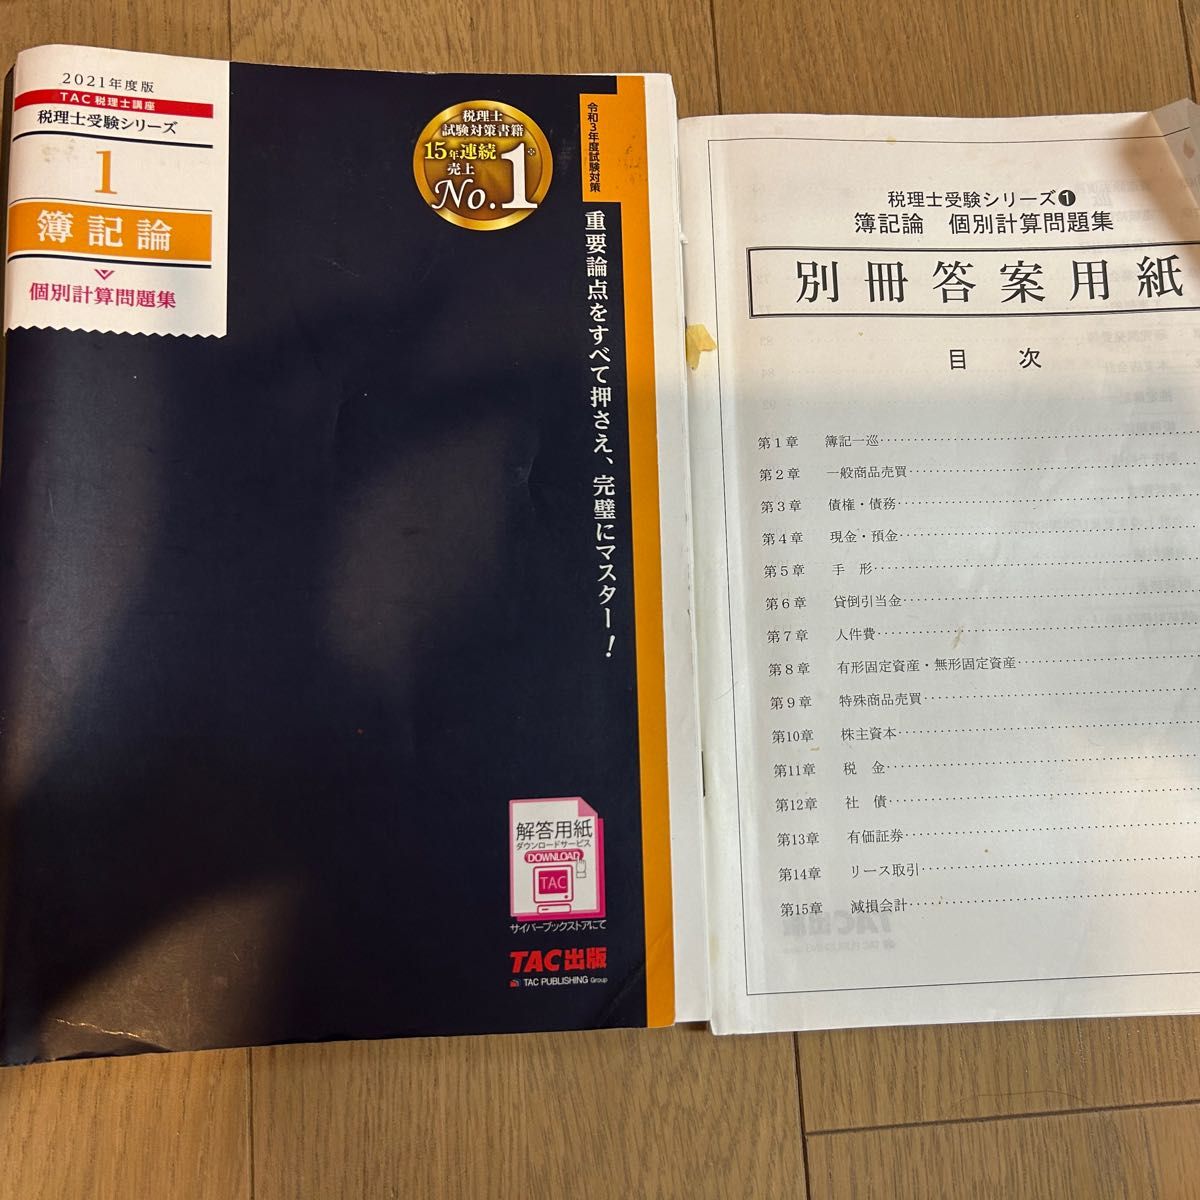 2021年度版
TAC 税理士講座
税理士受験シリーズ
1
簿記論
個別計算問題集
税理士
試験対策書籍
15年連続
売上
No.1※
令和3年度試験対策
重要論点をすべて押さえ、完璧にマスター!
解答用紙
ダウンロードサービス
DOWNLOAD
TAC
サイバーブックストアにて
TAC出版
TAC PUBLISHING Group
税理士受験シリーズ❶
簿記論 個別計算問題集
別冊答案用紙
目 次
第1章 簿記一巡
第2章 一般商品売買
第3章 債権・債務
第4章 現金・預金
第5章 手 形
第6章 貸倒引当金
第7章 人件費
第8章 有形固定資産・無形固定資産
第9章 特殊商品売買
第10章 株主資本
第11章 税 金
第12章 社 債
第13章 有価証券
第14章 リース取引
第15章 減損会計